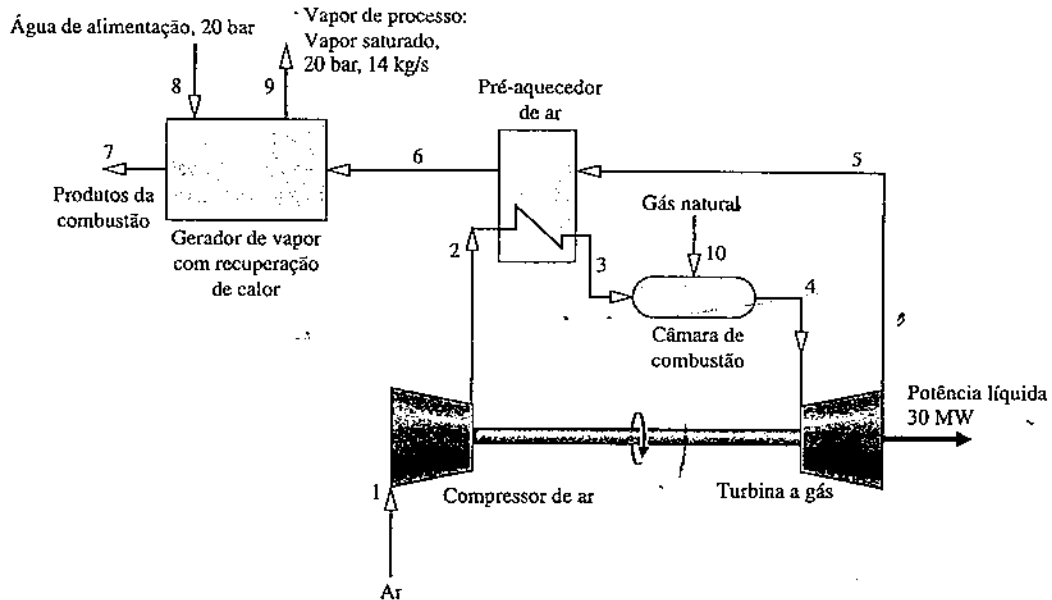 Água de alimentação, 20 bar
Vapor de processo:
Vapor saturado,
20 bar, 14 kg/s
8
9
Pré-aquecedor
de ar
7
6
5
Produtos da
combustão
Gás natural
Gerador de vapor
com recuperação
de calor
2
3
10
4
Câmara de
combustão
Potência líquida
30 MW
1
Compressor de ar
Turbina a gás
Ar